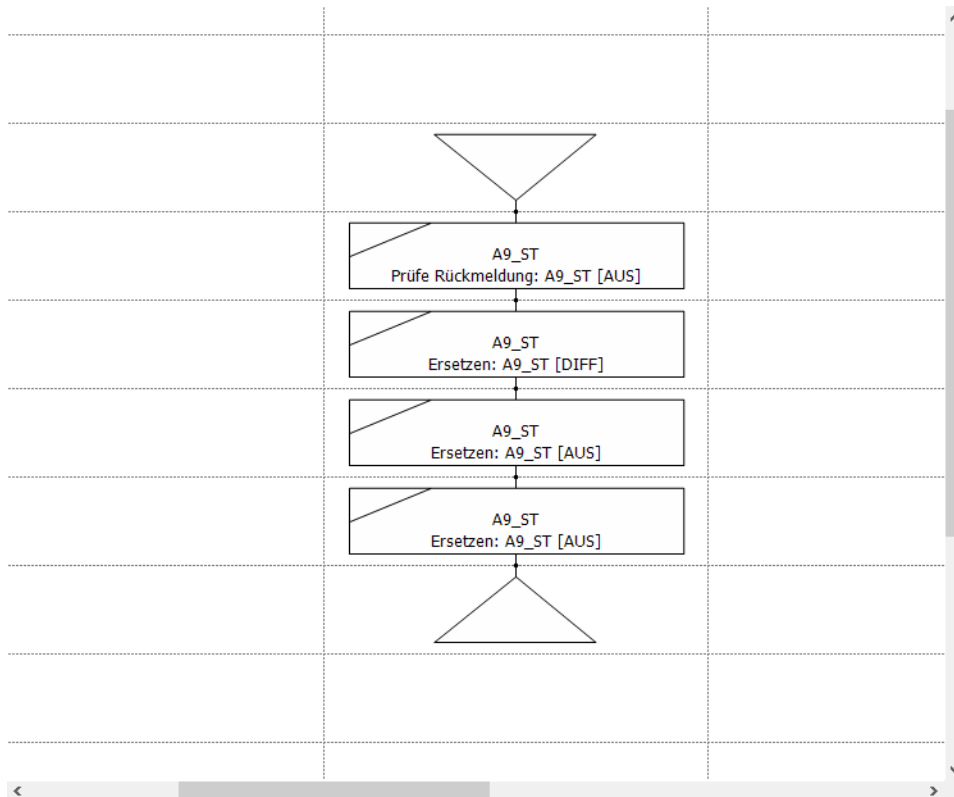 A9_ST
Prüfe Rückmeldung: A9_ST [AUS]
A9_ST
Ersetzen: A9_ST [DIFF]
A9_ST
Ersetzen: A9_ST [AUS]
A9_ST
Ersetzen: A9_ST [AUS]